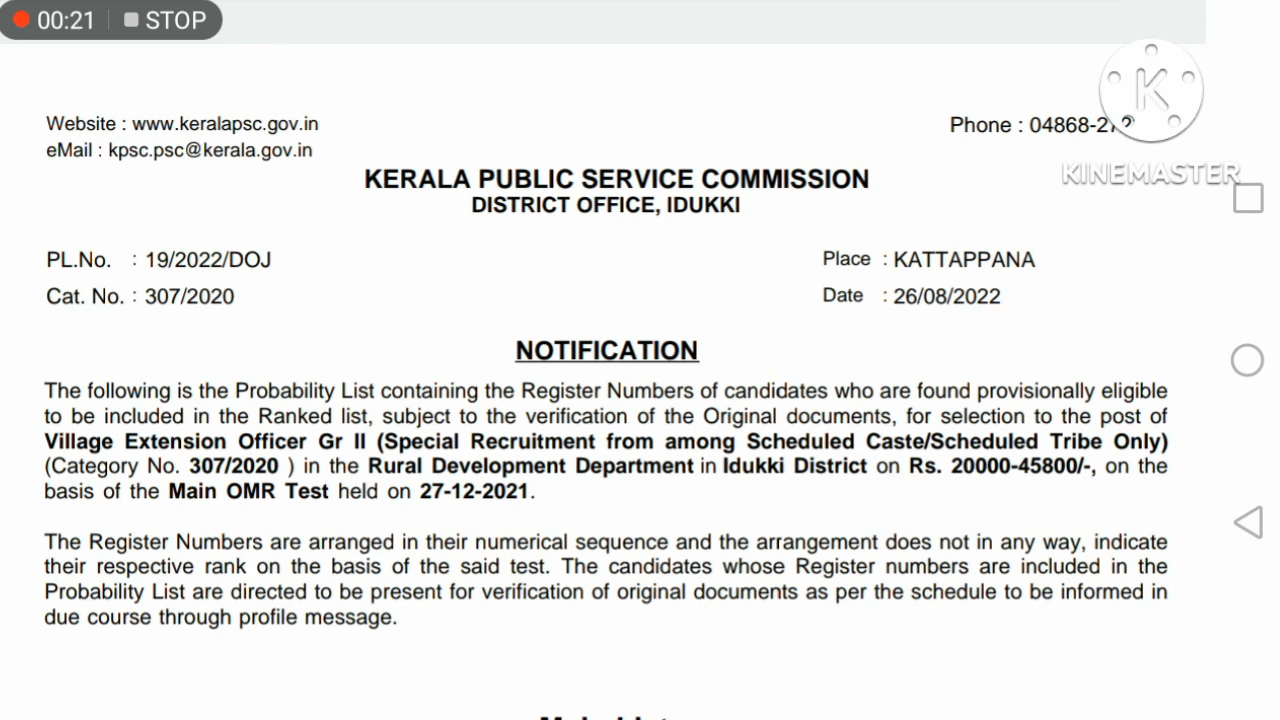 00:21 STOP
Website : www.keralapsc.gov.in
Phone : 04868-272
eMail : kpsc.psc@kerala.gov.in
K
KINEMASTER
KERALA PUBLIC SERVICE COMMISSION
DISTRICT OFFICE, IDUKKI
PL.No. : 19/2022/DOJ
Place : KATTAPPANA
Cat. No. : 307/2020
Date : 26/08/2022
NOTIFICATION
The following is the Probability List containing the Register Numbers of candidates who are found provisionally eligible
to be included in the Ranked list, subject to the verification of the Original documents, for selection to the post of
Village Extension Officer Gr II (Special Recruitment from among Scheduled Caste/Scheduled Tribe Only)
(Category No. 307/2020 ) in the Rural Development Department in Idukki District on Rs. 20000-45800/-, on the
basis of the Main OMR Test held on 27-12-2021.
The Register Numbers are arranged in their numerical sequence and the arrangement does not in any way, indicate
their respective rank on the basis of the said test. The candidates whose Register numbers are included in the
Probability List are directed to be present for verification of original documents as per the schedule to be informed in
due course through profile message.